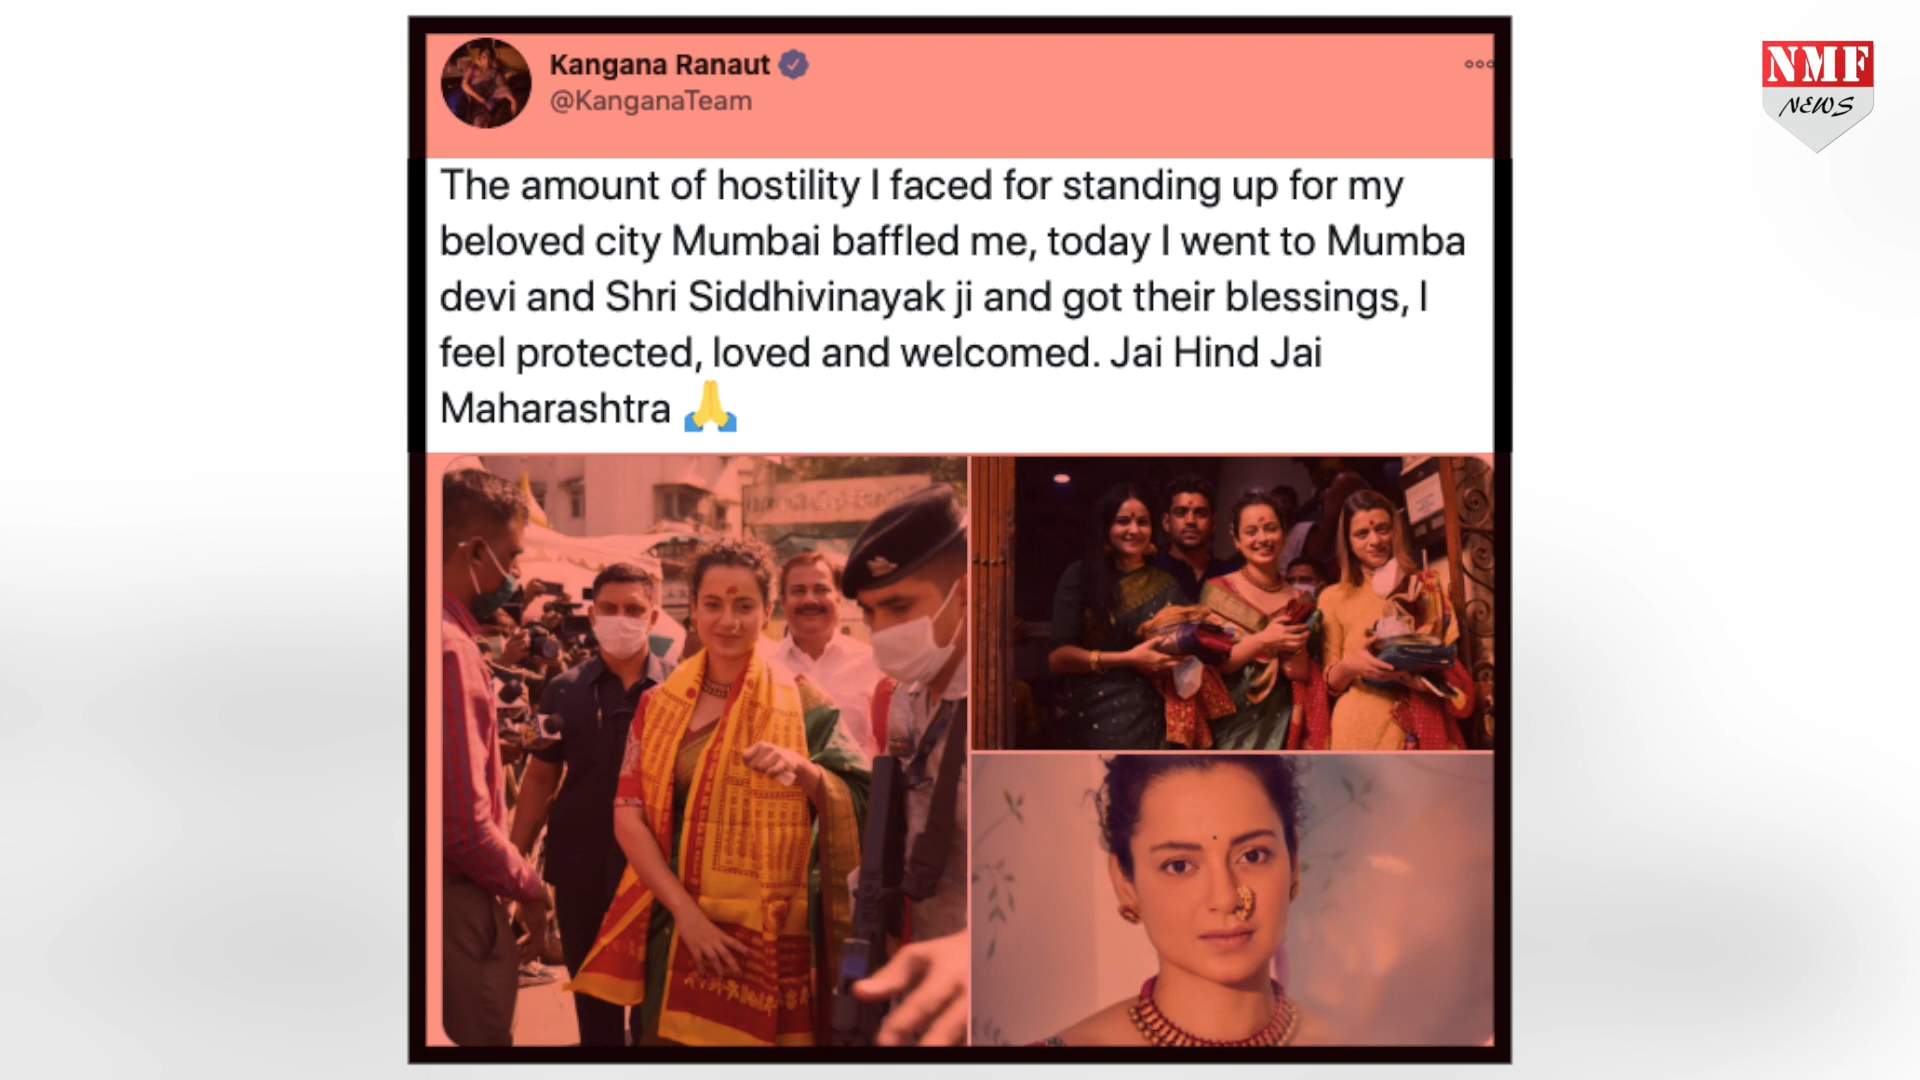 Kangana Ranaut
@KanganaTeam
The amount of hostility I faced for standing up for my
beloved city Mumbai baffled me, today I went to Mumba
devi and Shri Siddhivinayak ji and got their blessings, I
feel protected, loved and welcomed. Jai Hind Jai
Maharashtra 🙏
NMF
NEWS